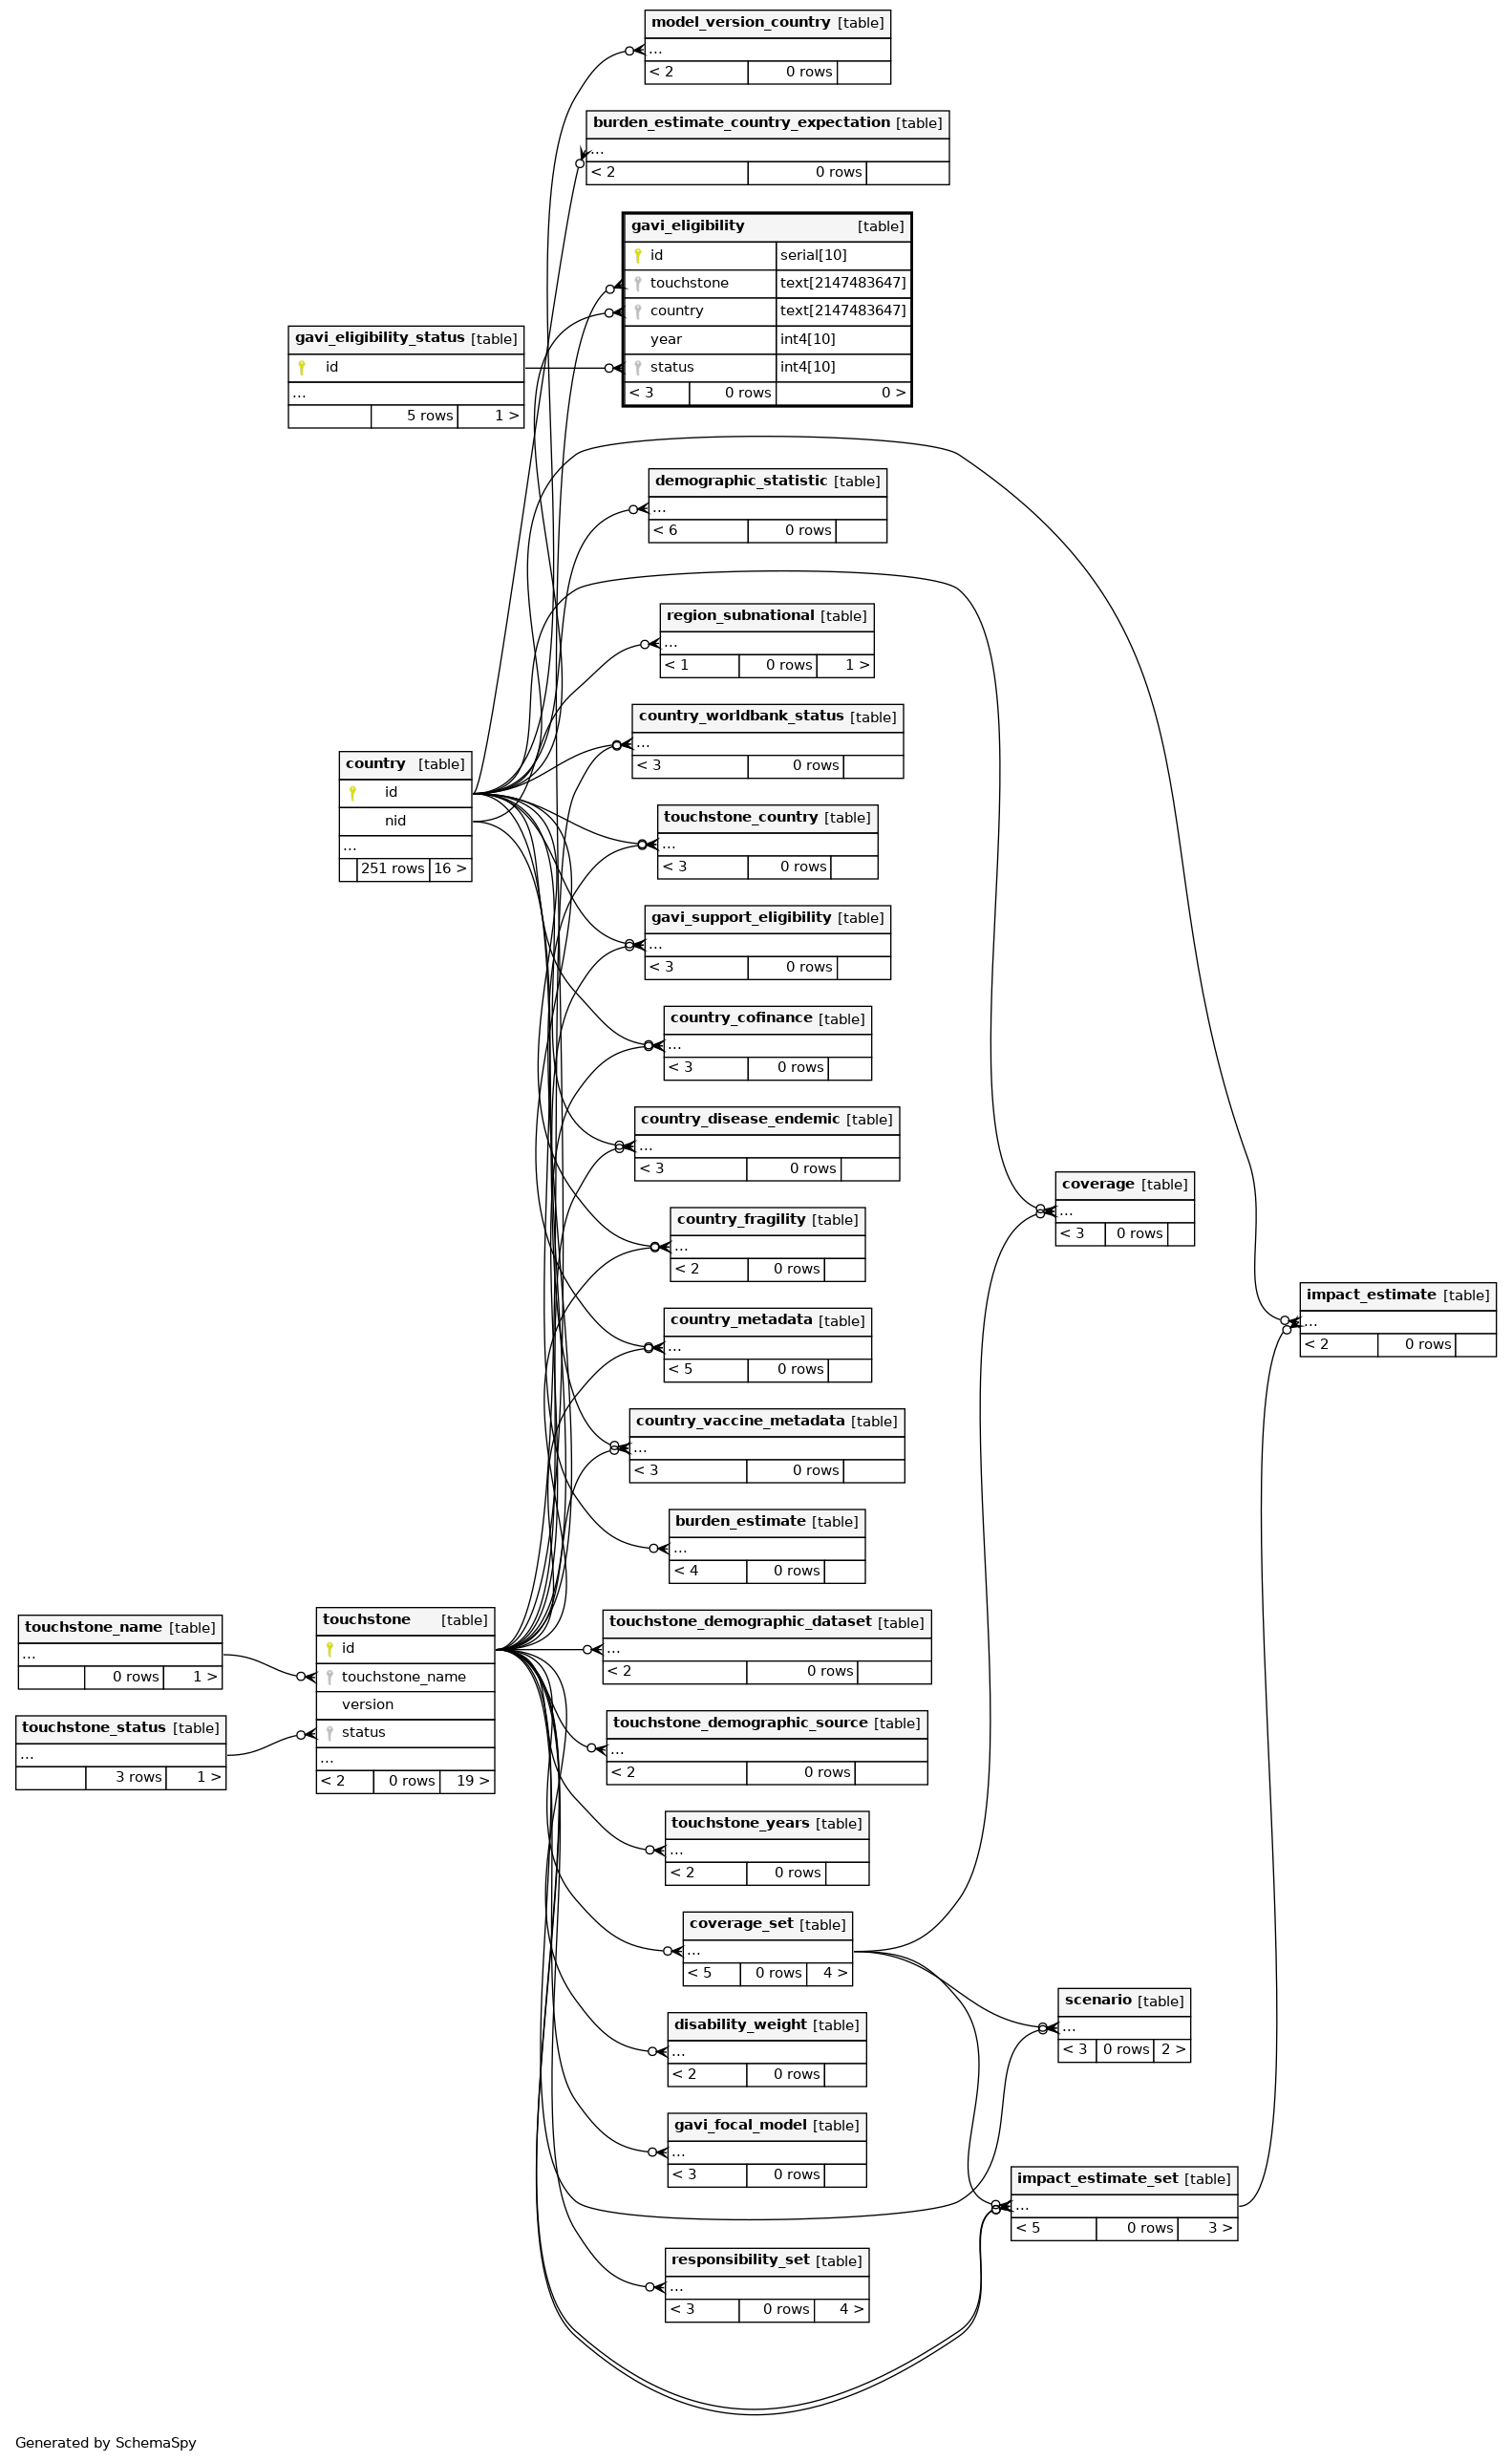 model_version_country [table]
...
< 2 0 rows
burden_estimate_country_expectation [table]
...
< 2 0 rows
gavi_eligibility [table]
id serial[10]
touchstone text[2147483647]
country text[2147483647]
year int4[10]
status int4[10]
< 3 0 rows 0 >
gavi_eligibility_status [table]
id
...
5 rows 1 >
demographic_statistic [table]
...
< 6 0 rows
region_subnational [table]
...
< 1 0 rows 1 >
country_worldbank_status [table]
...
< 3 0 rows
country [table]
id
nid
...
251 rows 16 >
touchstone_country [table]
...
< 3 0 rows
gavi_support_eligibility [table]
...
< 3 0 rows
country_cofinance [table]
...
< 3 0 rows
country_disease_endemic [table]
...
< 3 0 rows
coverage [table]
...
< 3 0 rows
country_fragility [table]
...
< 2 0 rows
impact_estimate [table]
...
< 2 0 rows
country_metadata [table]
...
< 5 0 rows
country_vaccine_metadata [table]
...
< 3 0 rows
burden_estimate [table]
...
< 4 0 rows
touchstone_name [table]
...
0 rows 1 >
touchstone_status [table]
...
3 rows 1 >
touchstone [table]
id
touchstone_name
version
status
...
< 2 0 rows 19 >
touchstone_demographic_dataset [table]
...
< 2 0 rows
touchstone_demographic_source [table]
...
< 2 0 rows
touchstone_years [table]
...
< 2 0 rows
coverage_set [table]
...
< 5 0 rows 4 >
scenario [table]
...
< 3 0 rows 2 >
disability_weight [table]
...
< 2 0 rows
gavi_focal_model [table]
...
< 3 0 rows
impact_estimate_set [table]
...
< 5 0 rows 3 >
responsibility_set [table]
...
< 3 0 rows 4 >
Generated by SchemaSpy